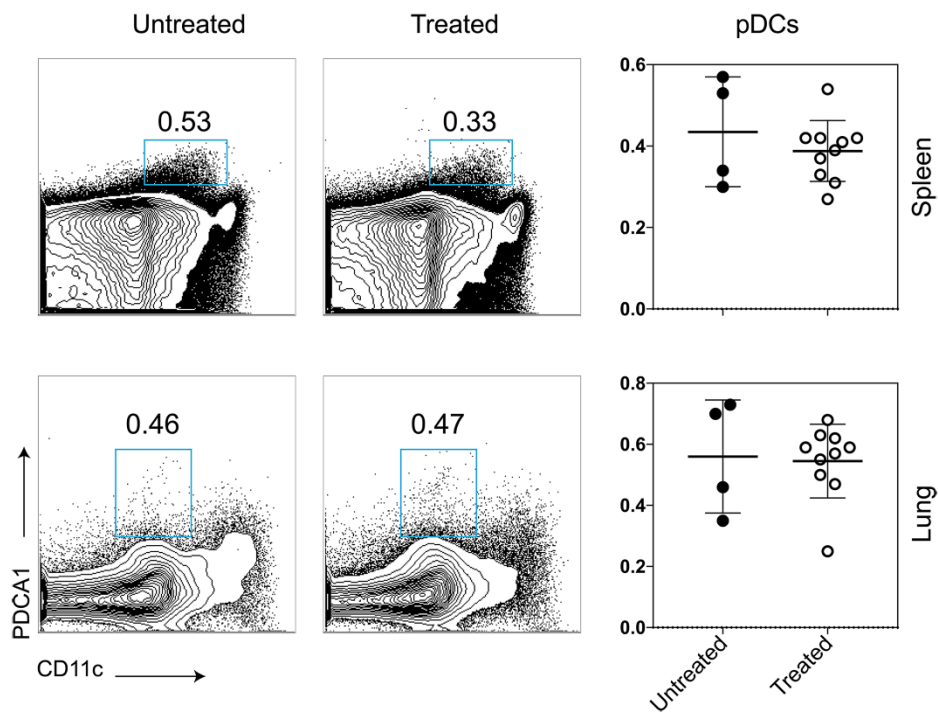 Untreated Treated pDCs
0.53 0.33
0.6
0.4
0.2
0.0
Spleen
0.46 0.47
0.8
0.6
0.4
0.2
0.0
Lung
PDCA1
CD11c
Untreated Treated